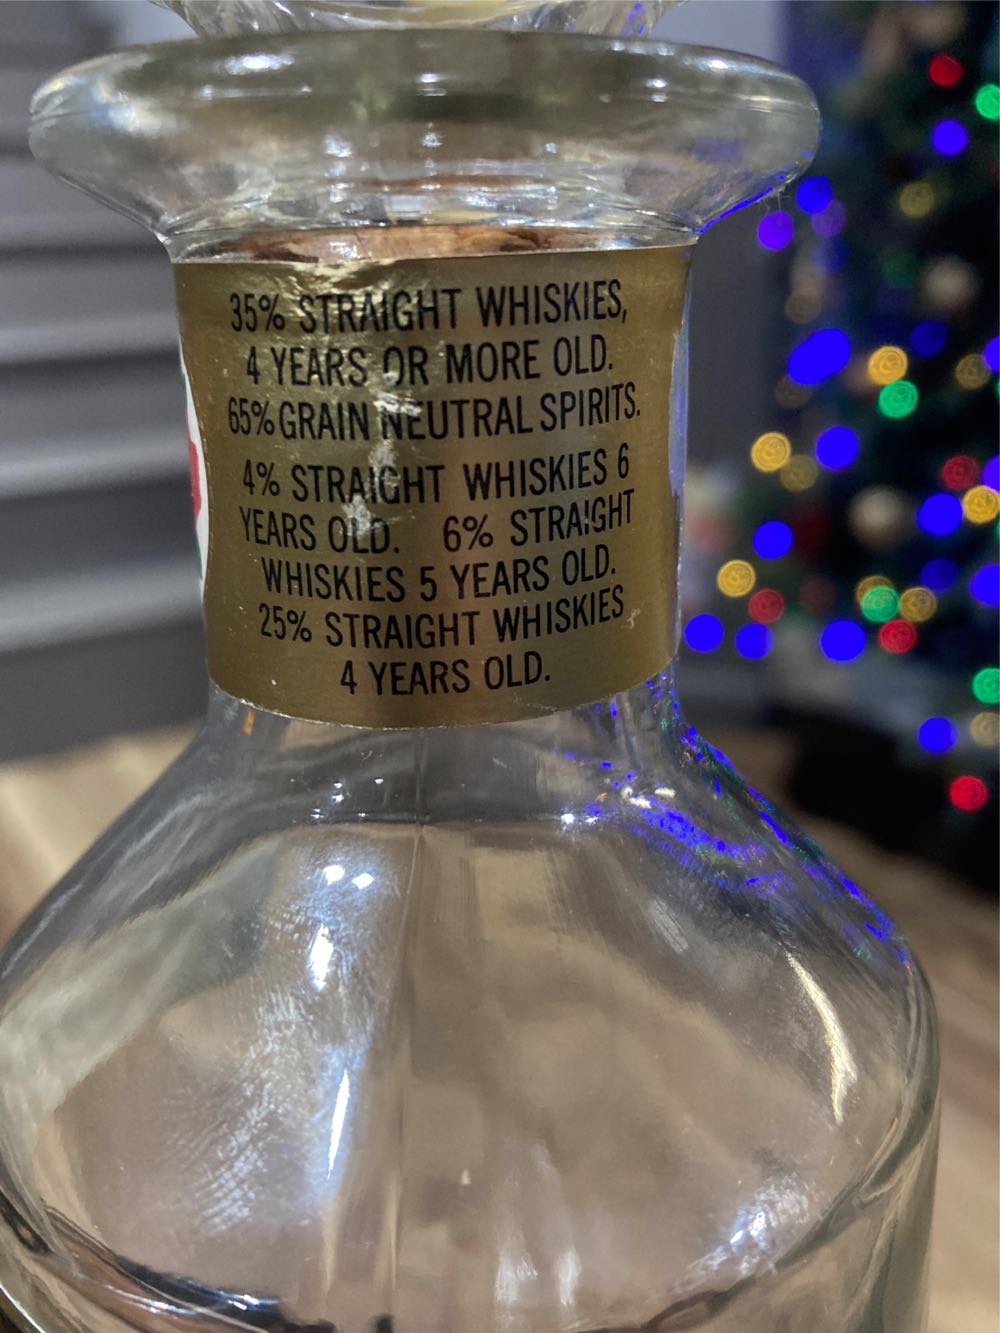 35% STRAIGHT WHISKIES,
4 YEARS OR MORE OLD.
65% GRAIN NEUTRAL SPIRITS.
4% STRAIGHT WHISKIES 6
YEARS OLD. 6% STRAIGHT
WHISKIES 5 YEARS OLD.
25% STRAIGHT WHISKIES
4 YEARS OLD.